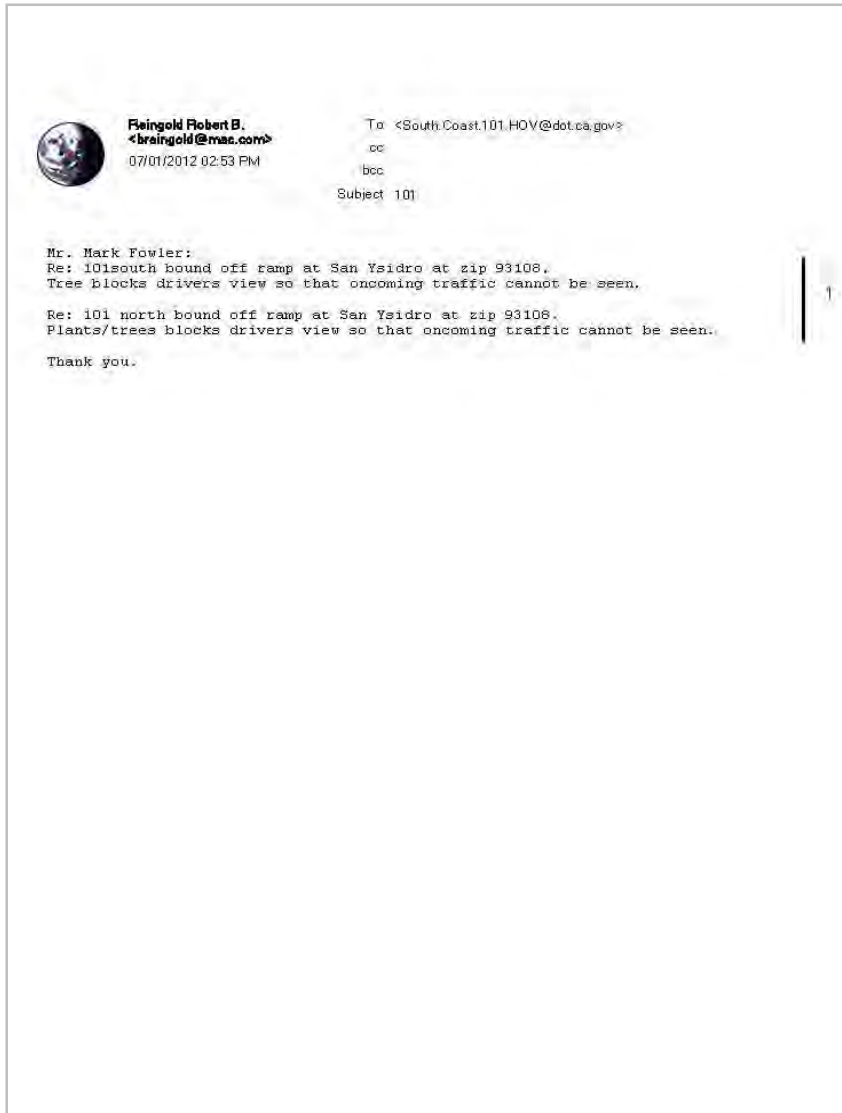 Reingold Robert B.
<breingold@mac.com>
07/01/2012 02:53 PM
To <South.Coast.101.HOV@dot.ca.gov>
cc
bcc
Subject 101
Mr. Mark Fowler:
Re: 101south bound off ramp at San Ysidro at zip 93108.
Tree blocks drivers view so that oncoming traffic cannot be seen.
Re: 101 north bound off ramp at San Ysidro at zip 93108.
Plants/trees blocks drivers view so that oncoming traffic cannot be seen.
Thank you.
1